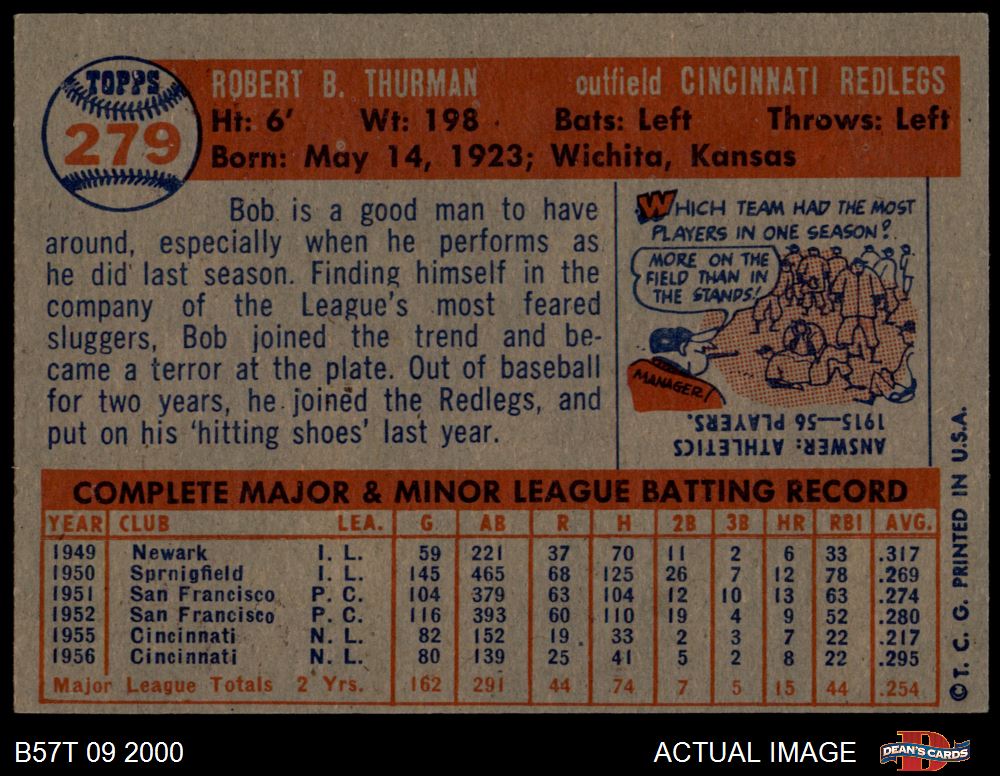 TOPPS
279
ROBERT B. THURMAN outfield CINCINNATI REDLEGS
Ht: 6' Wt: 198 Bats: Left Throws: Left
Born: May 14, 1923; Wichita, Kansas
Bob is a good man to have
around, especially when he performs as
he did last season. Finding himself in the
company of the League's most feared
sluggers, Bob joined the trend and be-
came a terror at the plate. Out of baseball
for two years, he joined the Redlegs, and
put on his 'hitting shoes' last year.
WHICH TEAM HAD THE MOST
PLAYERS IN ONE SEASON?
MORE ON THE
FIELD THAN IN
THE STANDS!
MANAGER!
ANSWER: ATHLETICS
1915—56 PLAYERS.
COMPLETE MAJOR & MINOR LEAGUE BATTING RECORD
YEAR CLUB LEA. G AB R H 2B 3B HR RBI AVG.
1949 Newark I. L. 59 221 37 70 11 2 6 33 .317
1950 Sprnigfield I. L. 145 465 68 125 26 7 12 78 .269
1951 San Francisco P. C. 104 379 63 104 12 10 13 63 .274
1952 San Francisco P. C. 116 393 60 110 19 4 9 52 .280
1955 Cincinnati N. L. 82 152 19 33 2 3 7 22 .217
1956 Cincinnati N. L. 80 139 25 41 5 2 8 22 .295
Major League Totals 2 Yrs. 162 291 44 74 7 5 15 44 .254
© T. C. G. PRINTED IN U.S.A.
B57T 09 2000 ACTUAL IMAGE DEAN'S CARDS